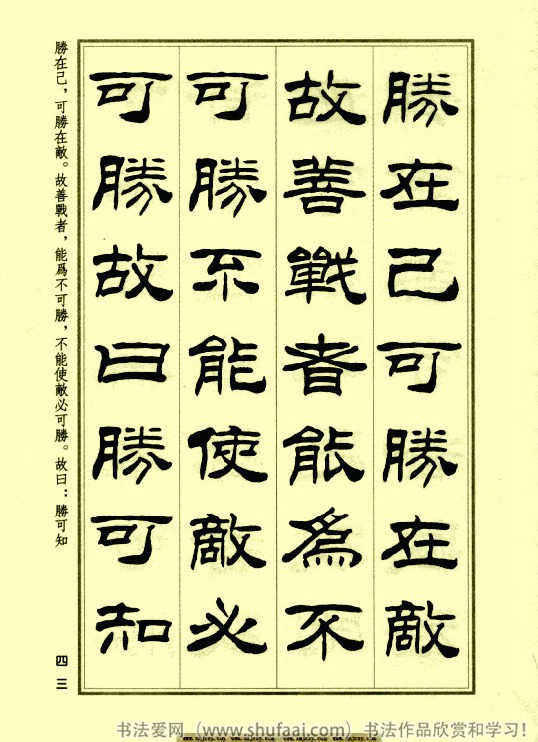 勝在己可勝在敵
故善戰者能爲不
可勝不能使敵必
可勝故曰勝可知
勝在己，可勝在敵。故善戰者，能爲不可勝，不能使敵必可勝。故曰：勝可知
四三
书法爱网（www.shufaai.com）书法作品欣赏和学习！